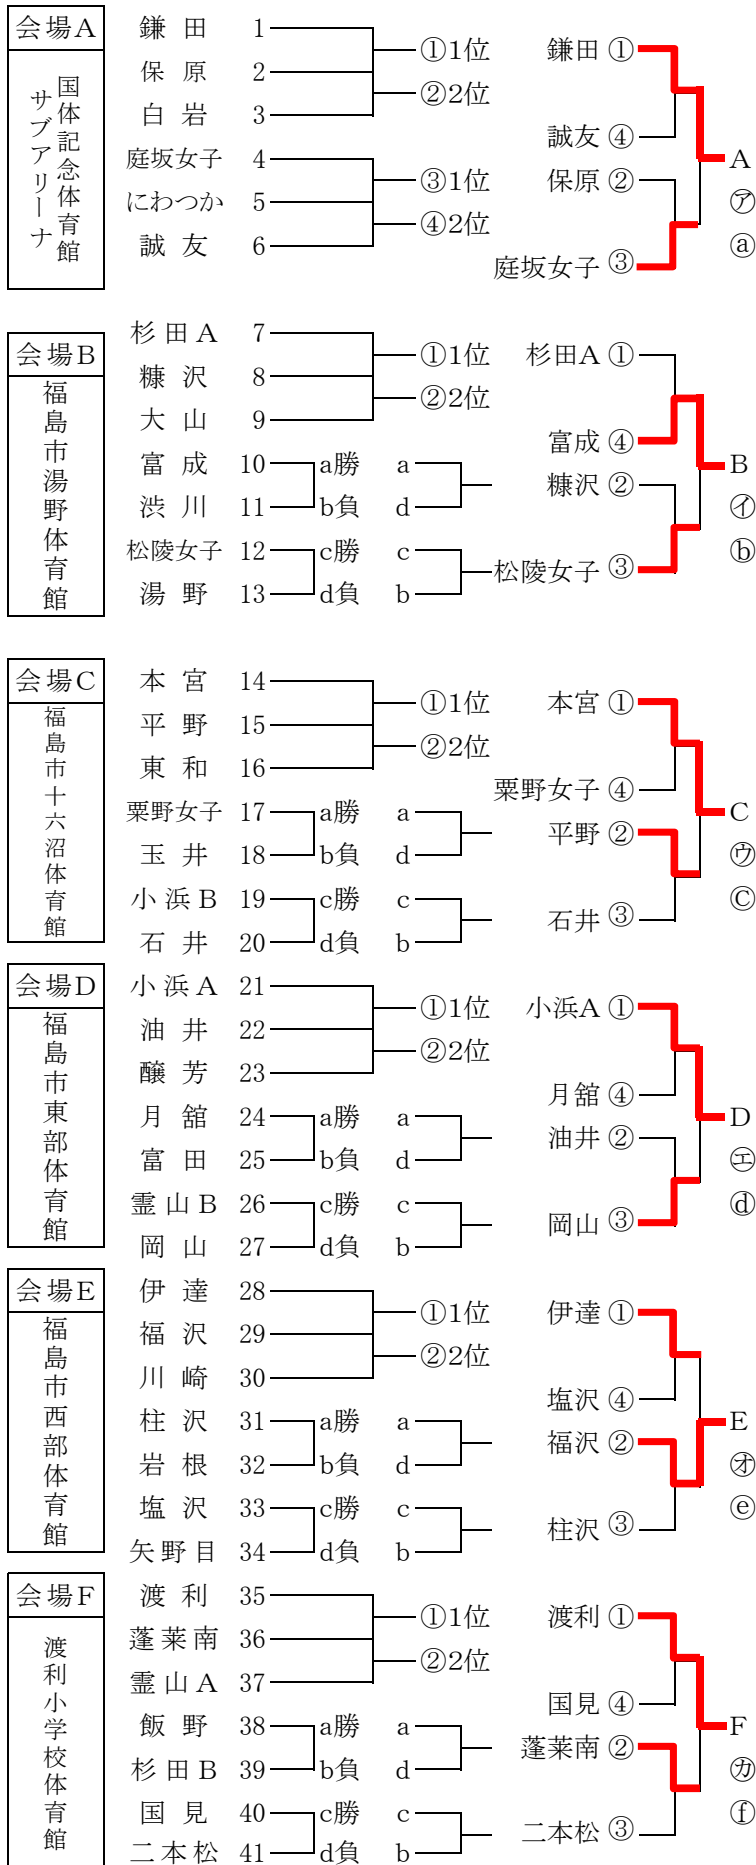 会場A
国体記念体育館
サブアリーナ
鎌田 1
保原 2
白岩 3
庭坂女子 4
にわつか 5
誠友 6
①1位
②2位
③1位
④2位
鎌田 ①
誠友 ④
保原 ②
庭坂女子 ③
A
㋐
ⓐ
会場B
福島市湯野体育館
杉田A 7
糠沢 8
大山 9
富成 10
渋川 11
松陵女子 12
湯野 13
①1位
②2位
a勝 a
b負 d
c勝 c
d負 b
杉田A ①
富成 ④
糠沢 ②
松陵女子 ③
B
㋑
ⓑ
会場C
福島市十六沼体育館
本宮 14
平野 15
東和 16
粟野女子 17
玉井 18
小浜B 19
石井 20
①1位
②2位
a勝 a
b負 d
c勝 c
d負 b
本宮 ①
粟野女子 ④
平野 ②
石井 ③
C
㋒
Ⓒ
会場D
福島市東部体育館
小浜A 21
油井 22
醸芳 23
月舘 24
富田 25
霊山B 26
岡山 27
①1位
②2位
a勝 a
b負 d
c勝 c
d負 b
小浜A ①
月舘 ④
油井 ②
岡山 ③
D
㋓
ⓓ
会場E
福島市西部体育館
伊達 28
福沢 29
川崎 30
柱沢 31
岩根 32
塩沢 33
矢野目 34
①1位
②2位
a勝 a
b負 d
c勝 c
d負 b
伊達 ①
塩沢 ④
福沢 ②
柱沢 ③
E
㋔
ⓔ
会場F
渡利小学校体育館
渡利 35
蓬莱南 36
霊山A 37
飯野 38
杉田B 39
国見 40
二本松 41
①1位
②2位
a勝 a
b負 d
c勝 c
d負 b
渡利 ①
国見 ④
蓬莱南 ②
二本松 ③
F
㋕
ⓕ